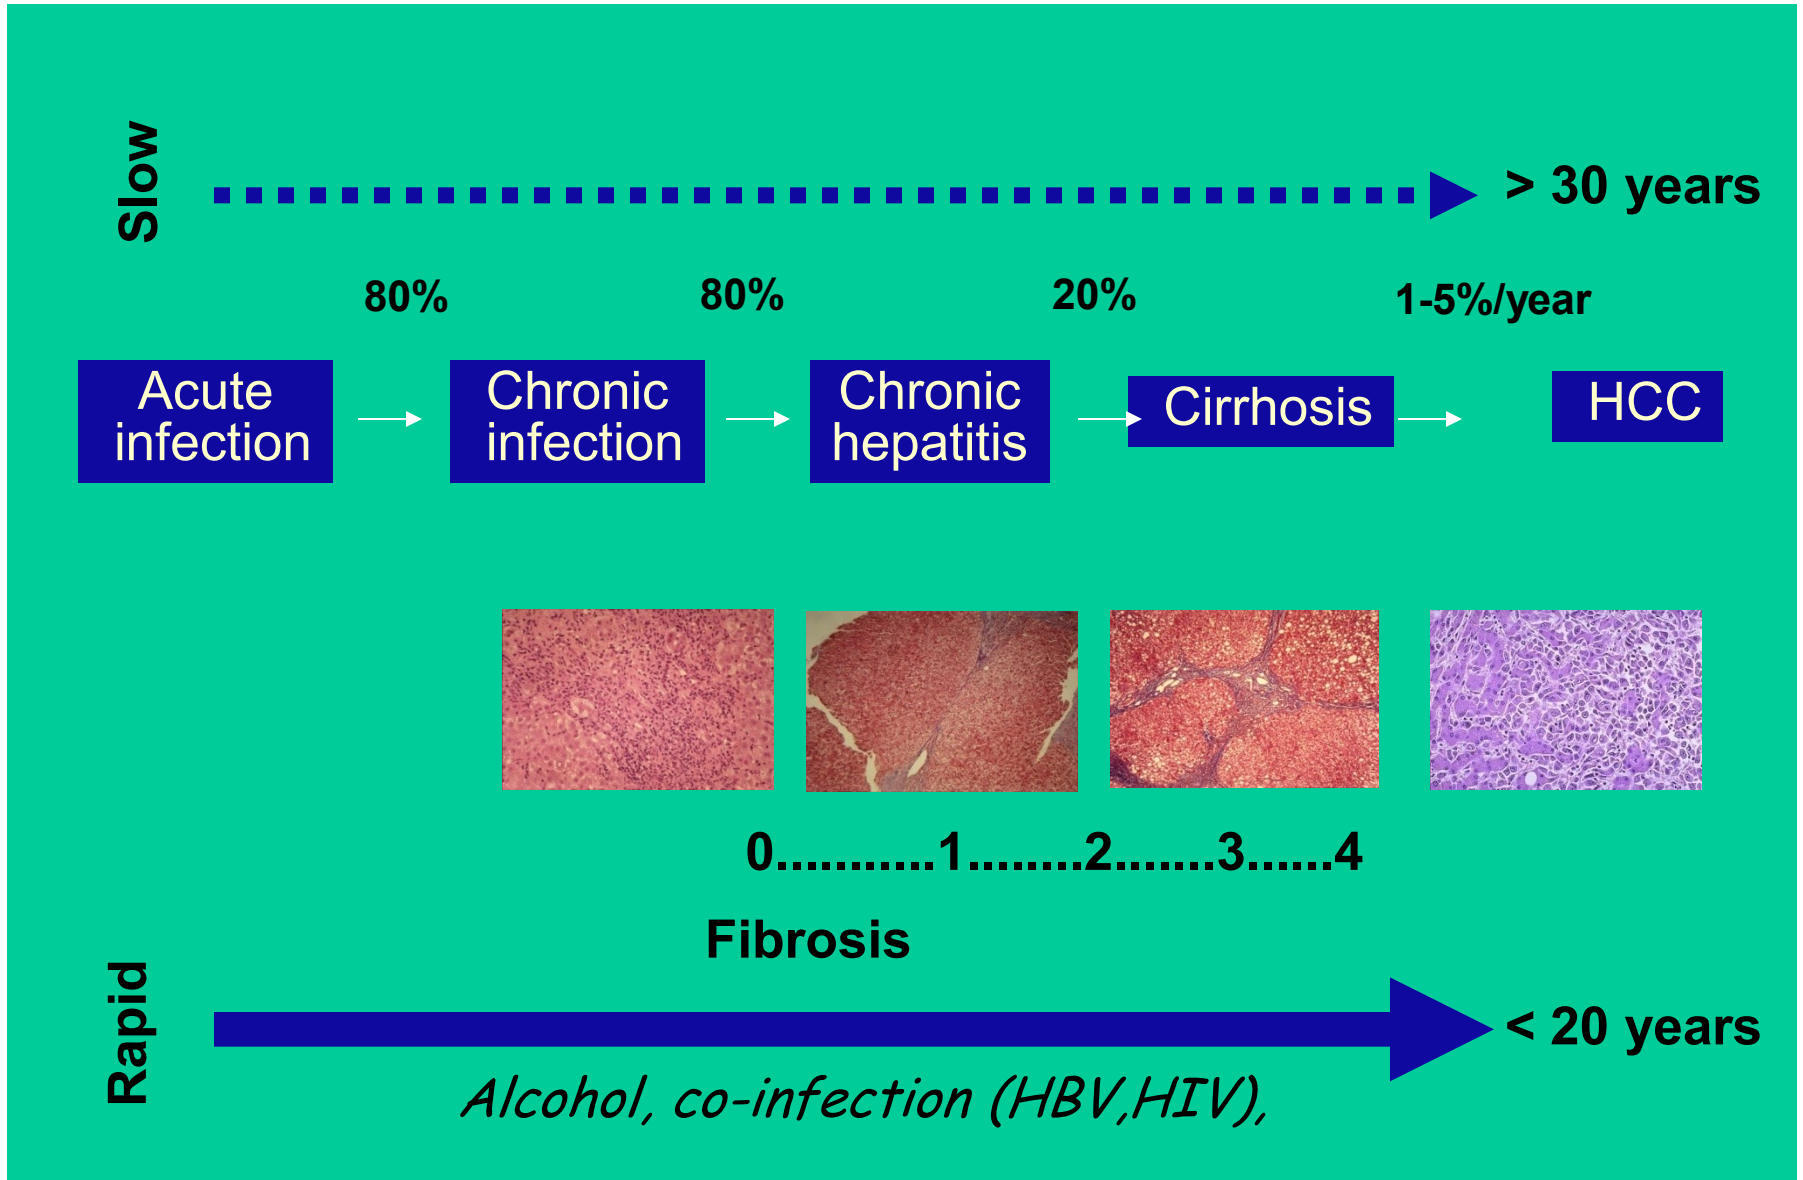 Slow
> 30 years
80%
80%
20%
1-5%/year
Acute
infection
Chronic
infection
Chronic
hepatitis
Cirrhosis
HCC
0...........1........2.......3......4
Fibrosis
Rapid
< 20 years
Alcohol, co-infection (HBV,HIV),